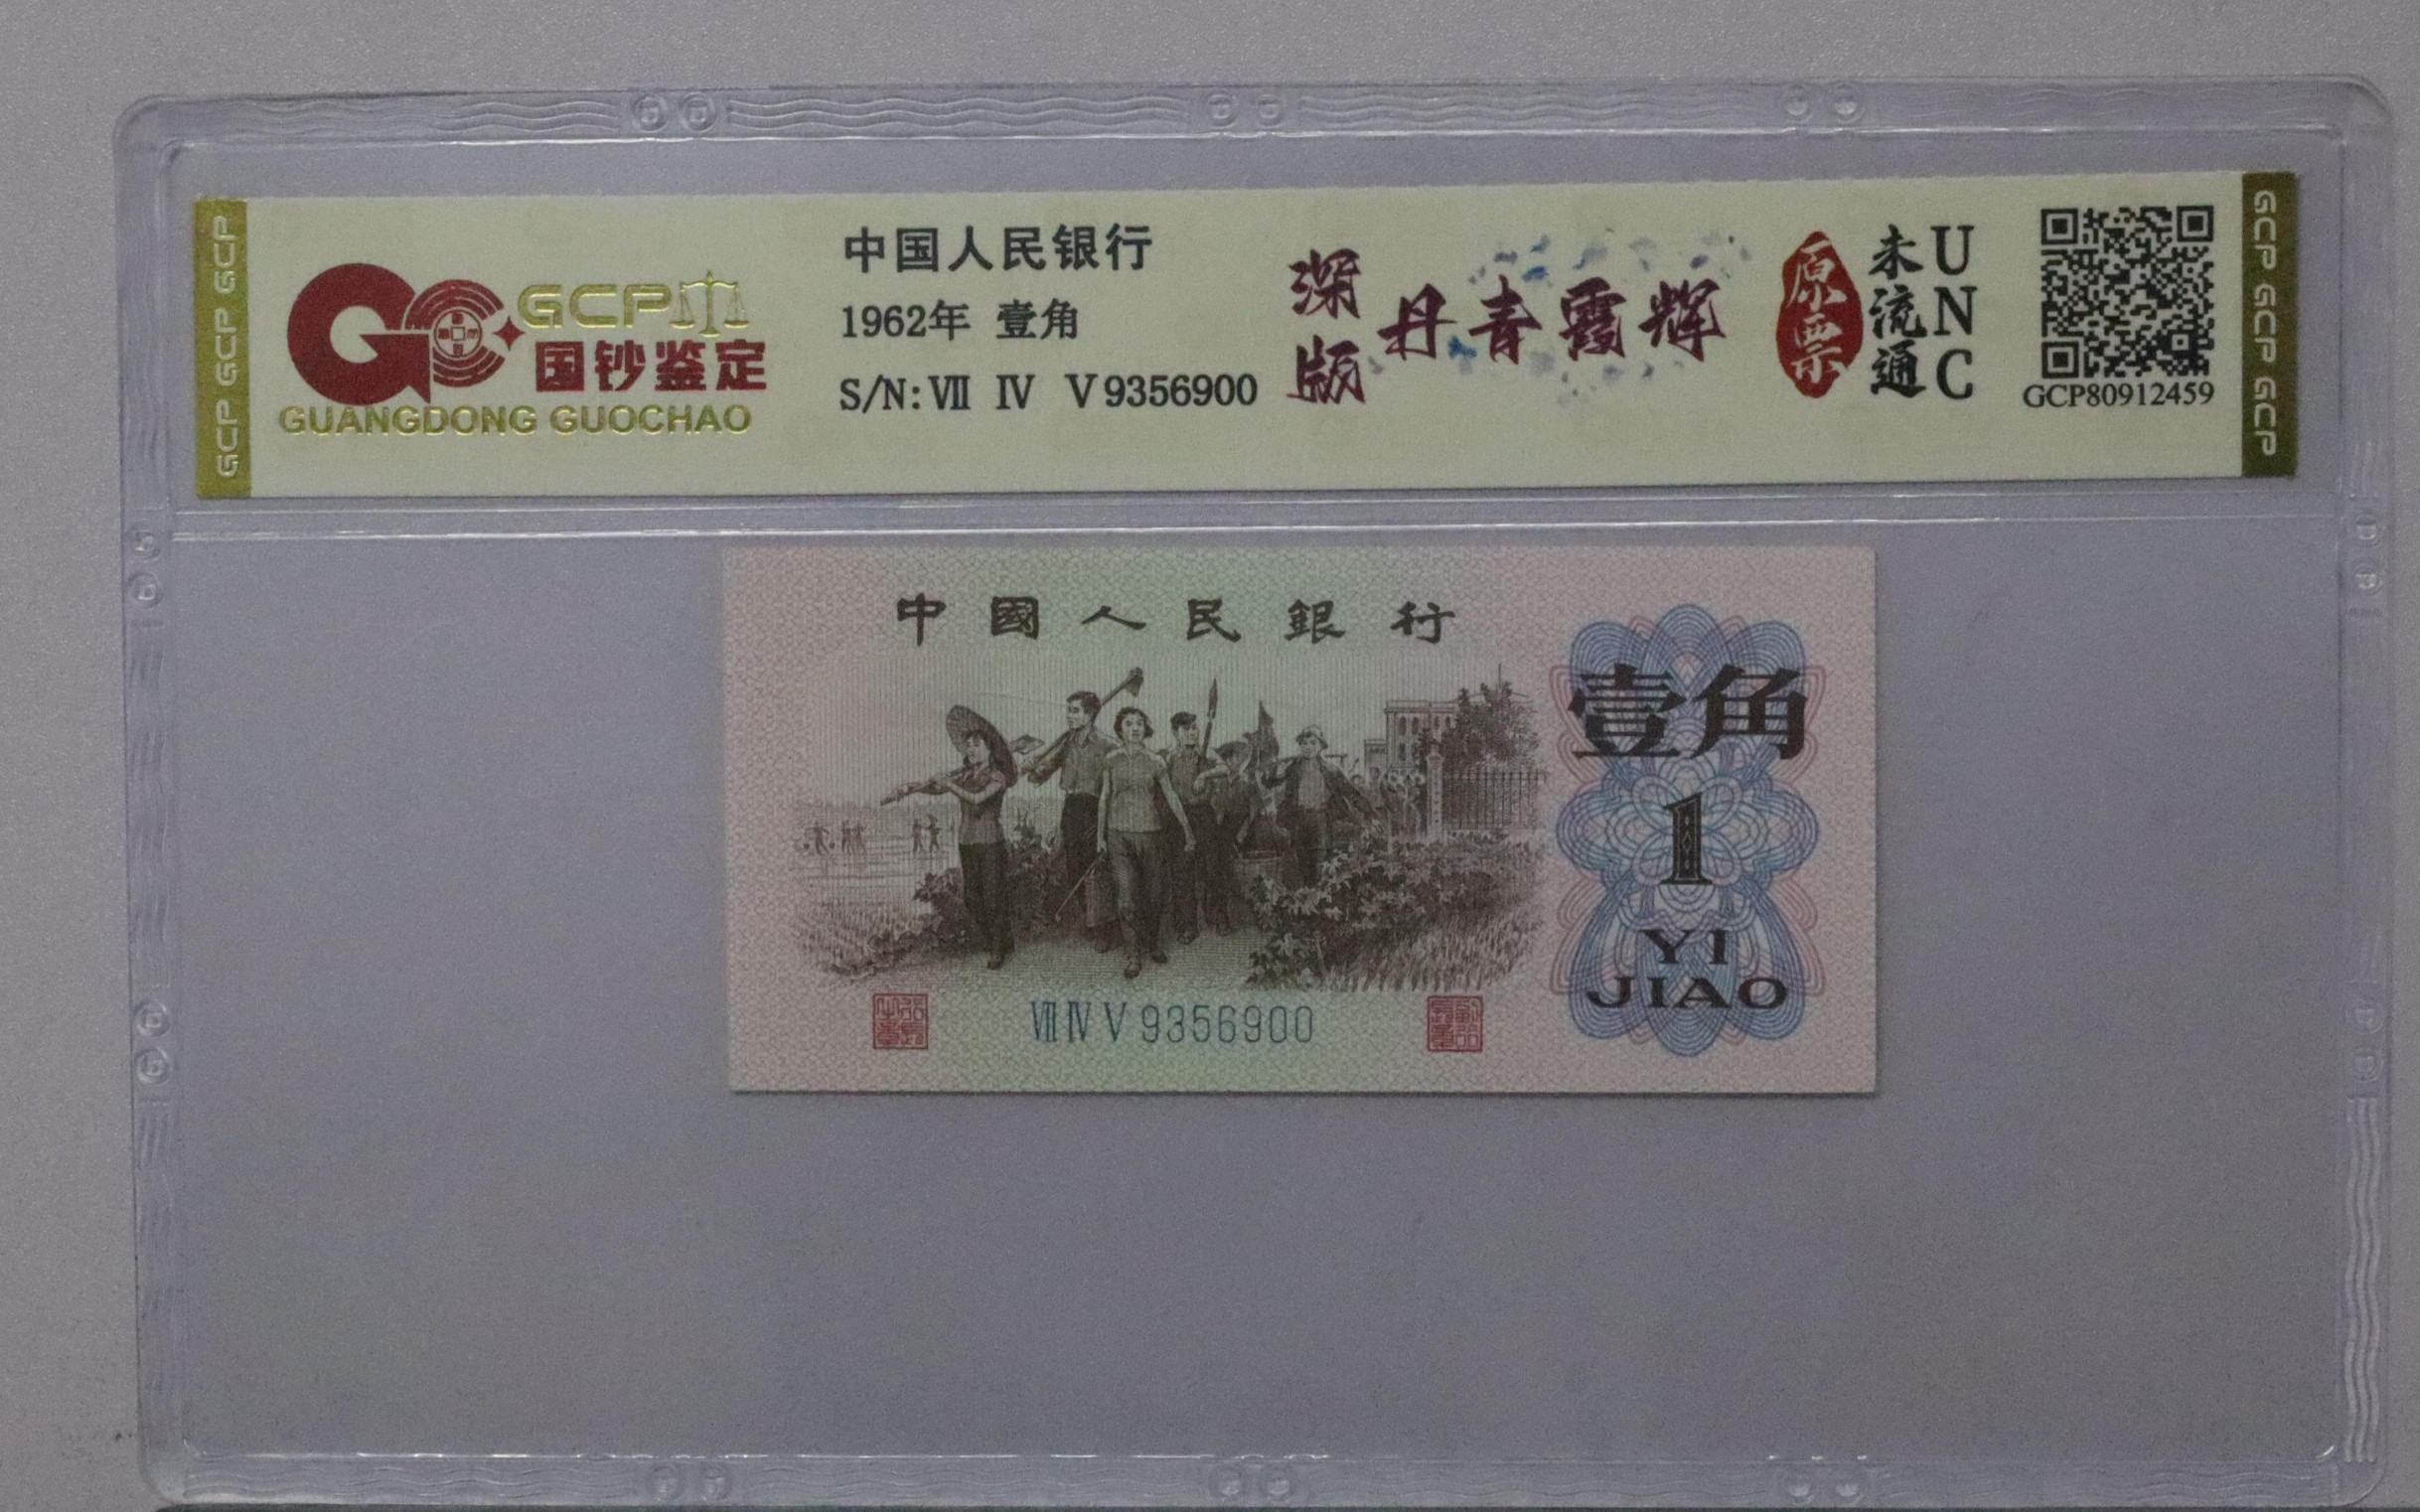 GCP GCP GCP
GCP
国钞鉴定
GUANGDONG GUOCHAO
中国人民银行
1962年 壹角
S/N: Ⅶ Ⅳ Ⅴ 9356900
深版
丹青霞辉
原票
未流通
UNC
GCP80912459
GCP GCP GCP
中國人民銀行
壹角
1
YI
JIAO
Ⅷ Ⅳ Ⅴ 9356900